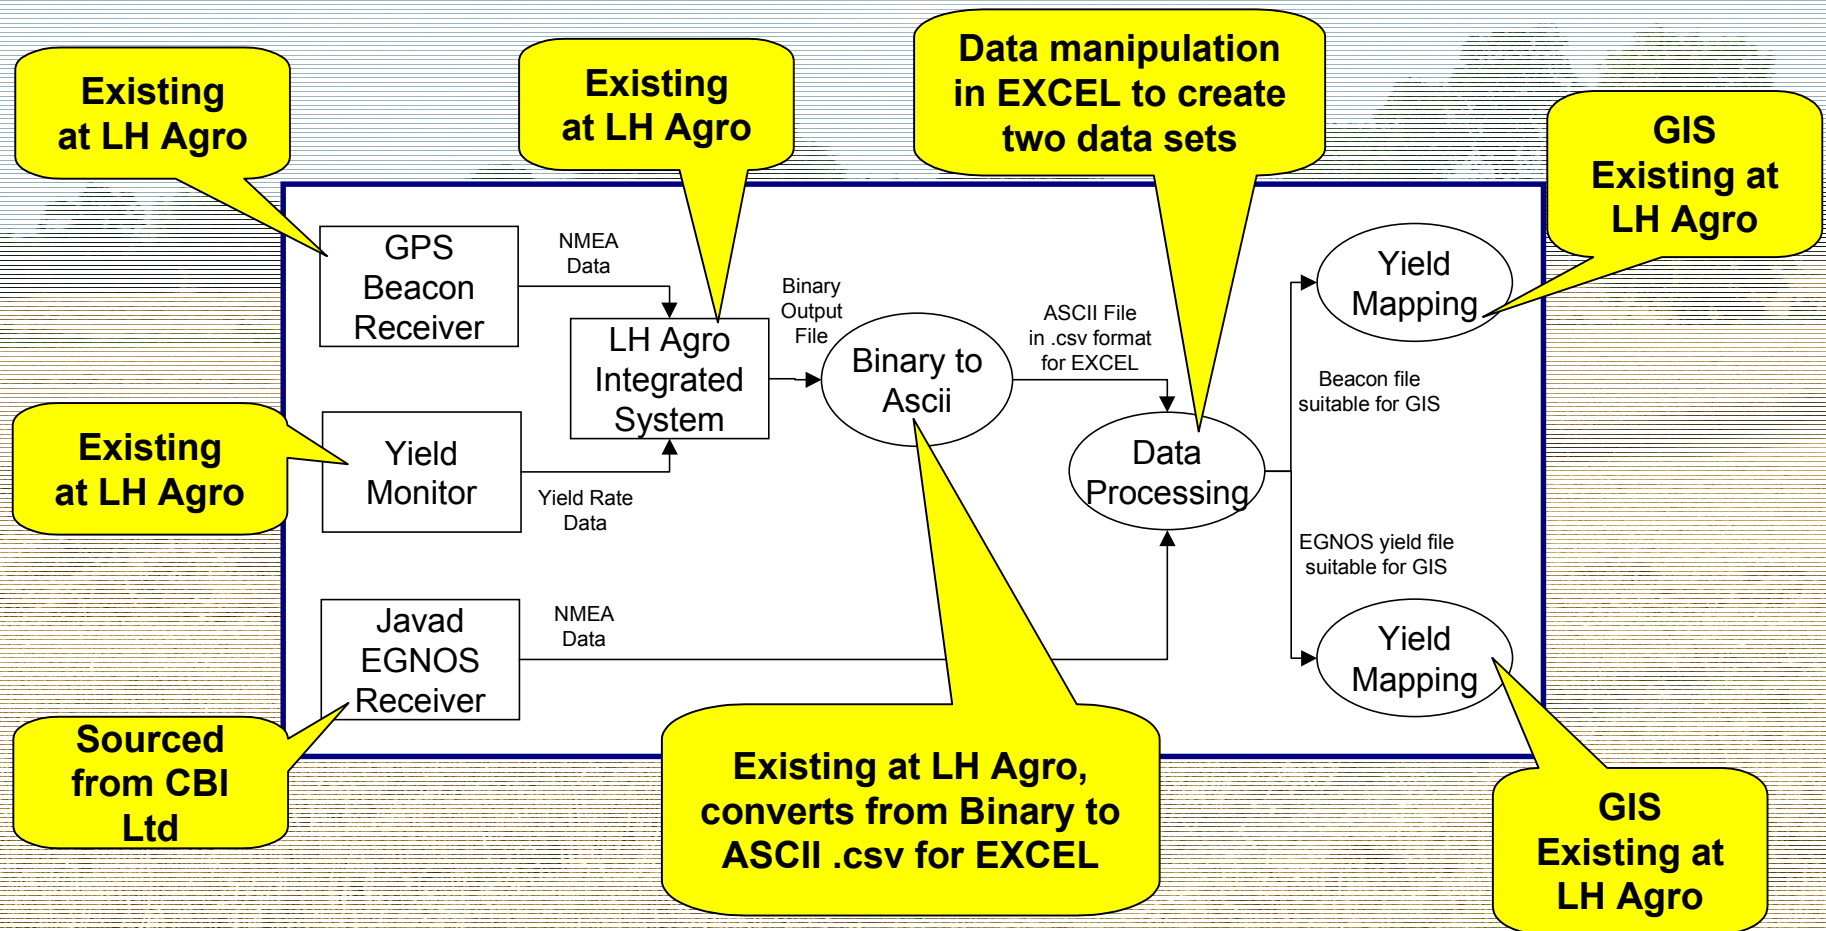 Existing
at LH Agro
Existing
at LH Agro
Data manipulation
in EXCEL to create
two data sets
GIS
Existing at
LH Agro
GPS
Beacon
Receiver
NMEA
Data
LH Agro
Integrated
System
Binary
Output
File
Binary to
Ascii
ASCII File
in .csv format
for EXCEL
Yield
Mapping
Beacon file
suitable for GIS
Existing
at LH Agro
Yield
Monitor
Yield Rate
Data
Data
Processing
EGNOS yield file
suitable for GIS
Javad
EGNOS
Receiver
NMEA
Data
Yield
Mapping
Sourced
from CBI
Ltd
Existing at LH Agro,
converts from Binary to
ASCII .csv for EXCEL
GIS
Existing at
LH Agro